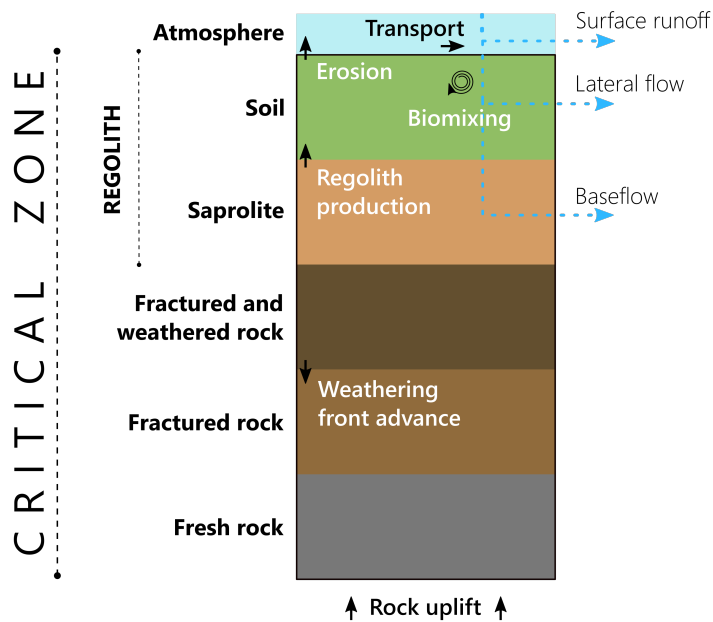 Atmosphere
Transport
Surface runoff
Erosion
Lateral flow
Soil
Biomixing
REGOLITH
CRITICAL ZONE
Regolith
production
Baseflow
Saprolite
Fractured and
weathered rock
Weathering
front advance
Fractured rock
Fresh rock
Rock uplift